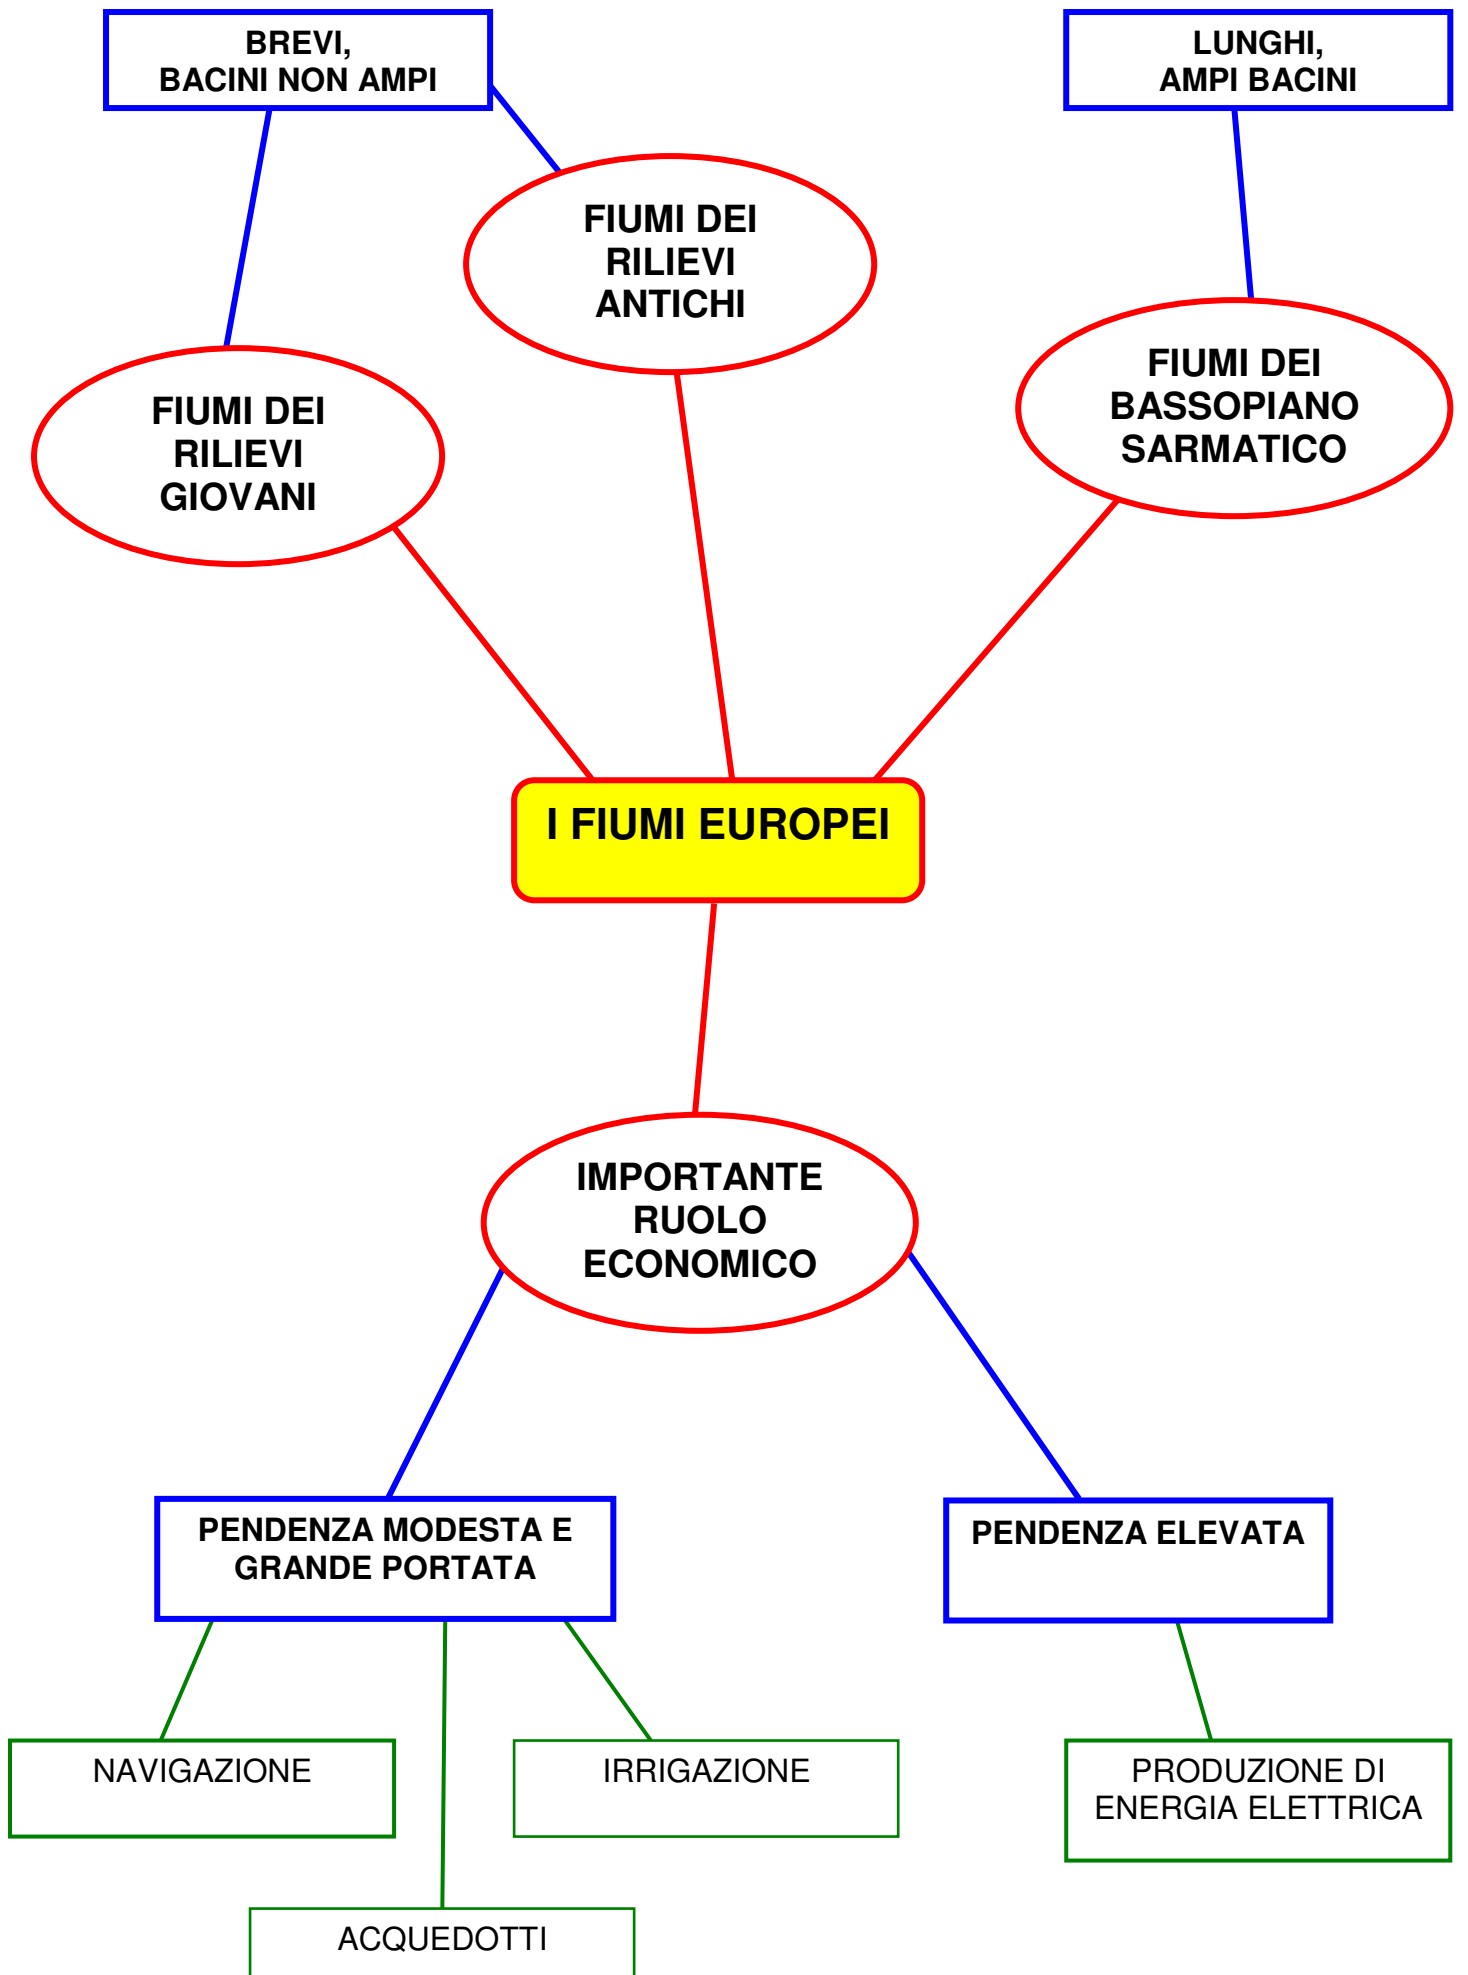 BREVI,
BACINI NON AMPI
LUNGHI,
AMPI BACINI
FIUMI DEI
RILIEVI
ANTICHI
FIUMI DEI
BASSOPIANO
SARMATICO
FIUMI DEI
RILIEVI
GIOVANI
I FIUMI EUROPEI
IMPORTANTE
RUOLO
ECONOMICO
PENDENZA MODESTA E
GRANDE PORTATA
PENDENZA ELEVATA
NAVIGAZIONE
IRRIGAZIONE
PRODUZIONE DI
ENERGIA ELETTRICA
ACQUEDOTTI